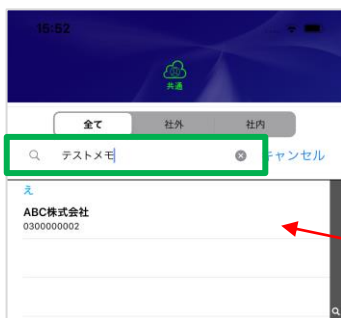 15:52
共通
全て 社外 社内
テストメモ キャンセル
え
ABC株式会社
0300000002